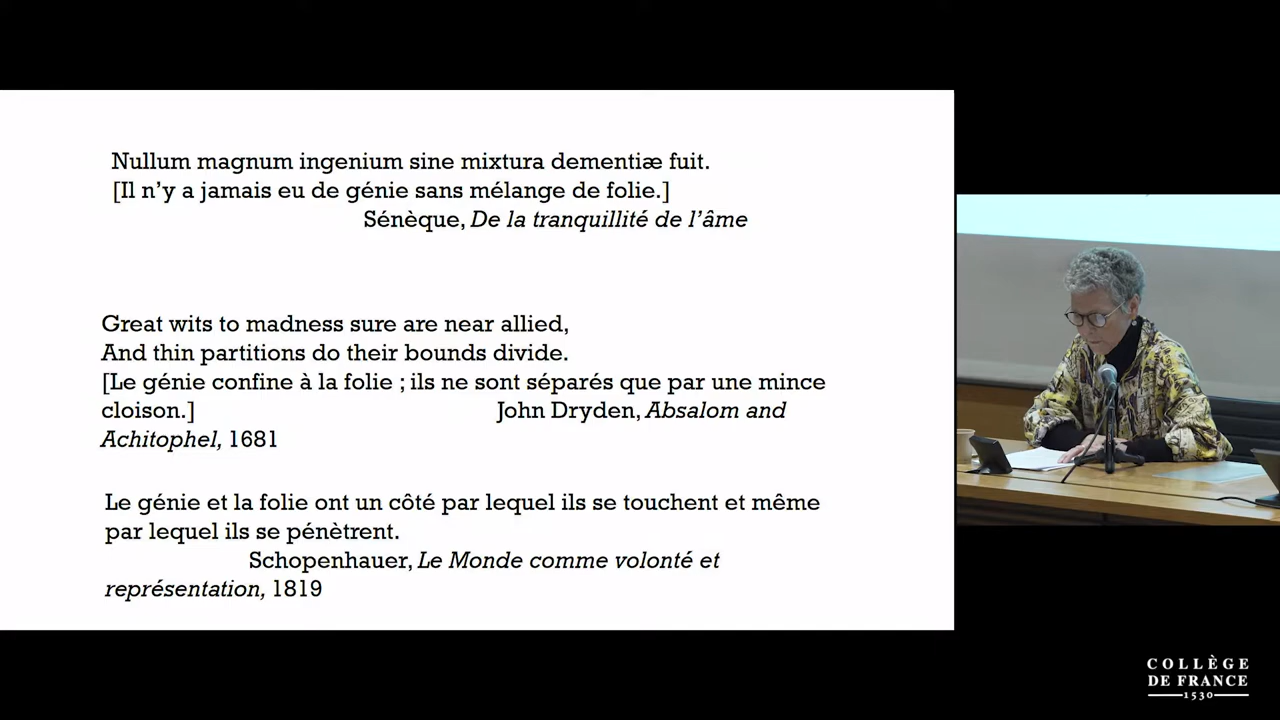 Nullum magnum ingenium sine mixtura dementiæ fuit.
[Il n’y a jamais eu de génie sans mélange de folie.]
Sénèque, De la tranquillité de l’âme
Great wits to madness sure are near allied,
And thin partitions do their bounds divide.
[Le génie confine à la folie ; ils ne sont séparés que par une mince
cloison.] John Dryden, Absalom and
Achitophel, 1681
Le génie et la folie ont un côté par lequel ils se touchent et même
par lequel ils se pénètrent.
Schopenhauer, Le Monde comme volonté et
représentation, 1819
COLLÈGE
DE FRANCE
1530